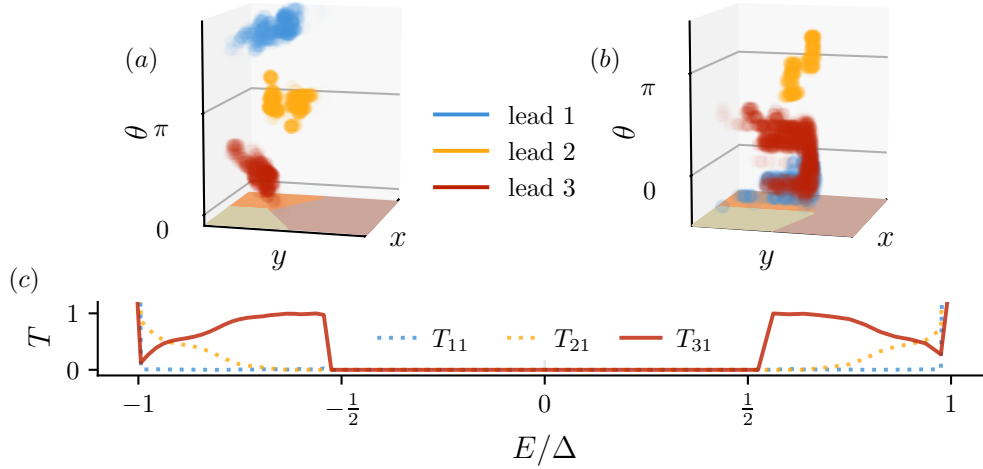 (a)
(b)
θ
π
0
y
x
lead 1
lead 2
lead 3
θ
π
0
y
x
(c)
T
1
0
T₁₁
T₂₁
T₃₁
−1
−1/2
0
1/2
1
E/Δ